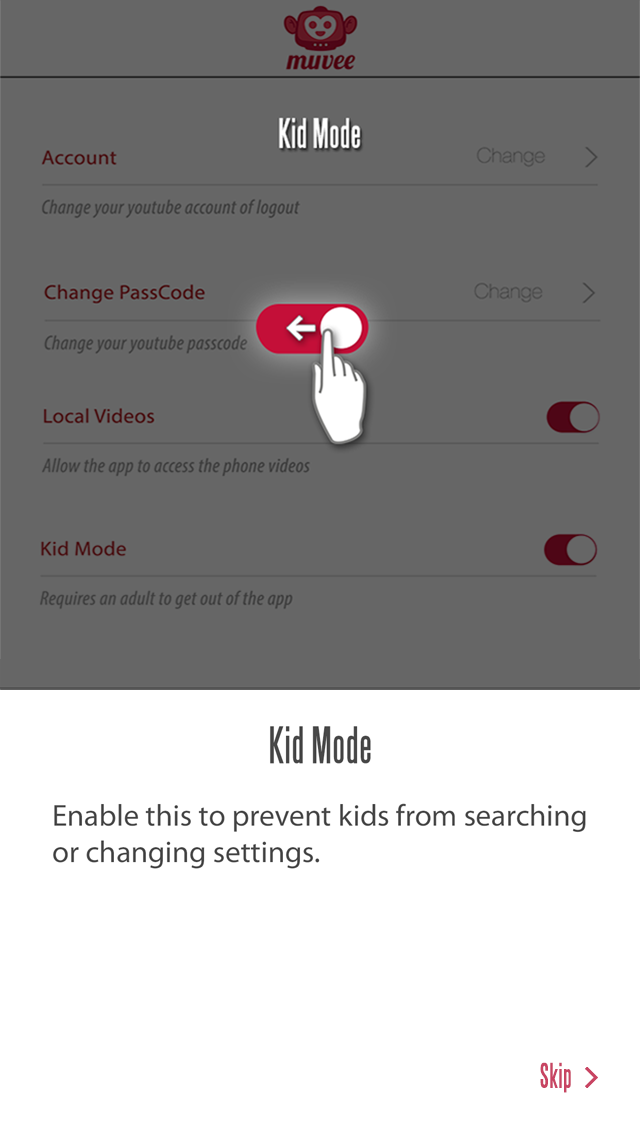 muvee
Kid Mode
Account Change
Change your youtube account of logout
Change PassCode Change
Change your youtube passcode
Local Videos
Allow the app to access the phone videos
Kid Mode
Requires an adult to get out of the app
Kid Mode
Enable this to prevent kids from searching
or changing settings.
Skip